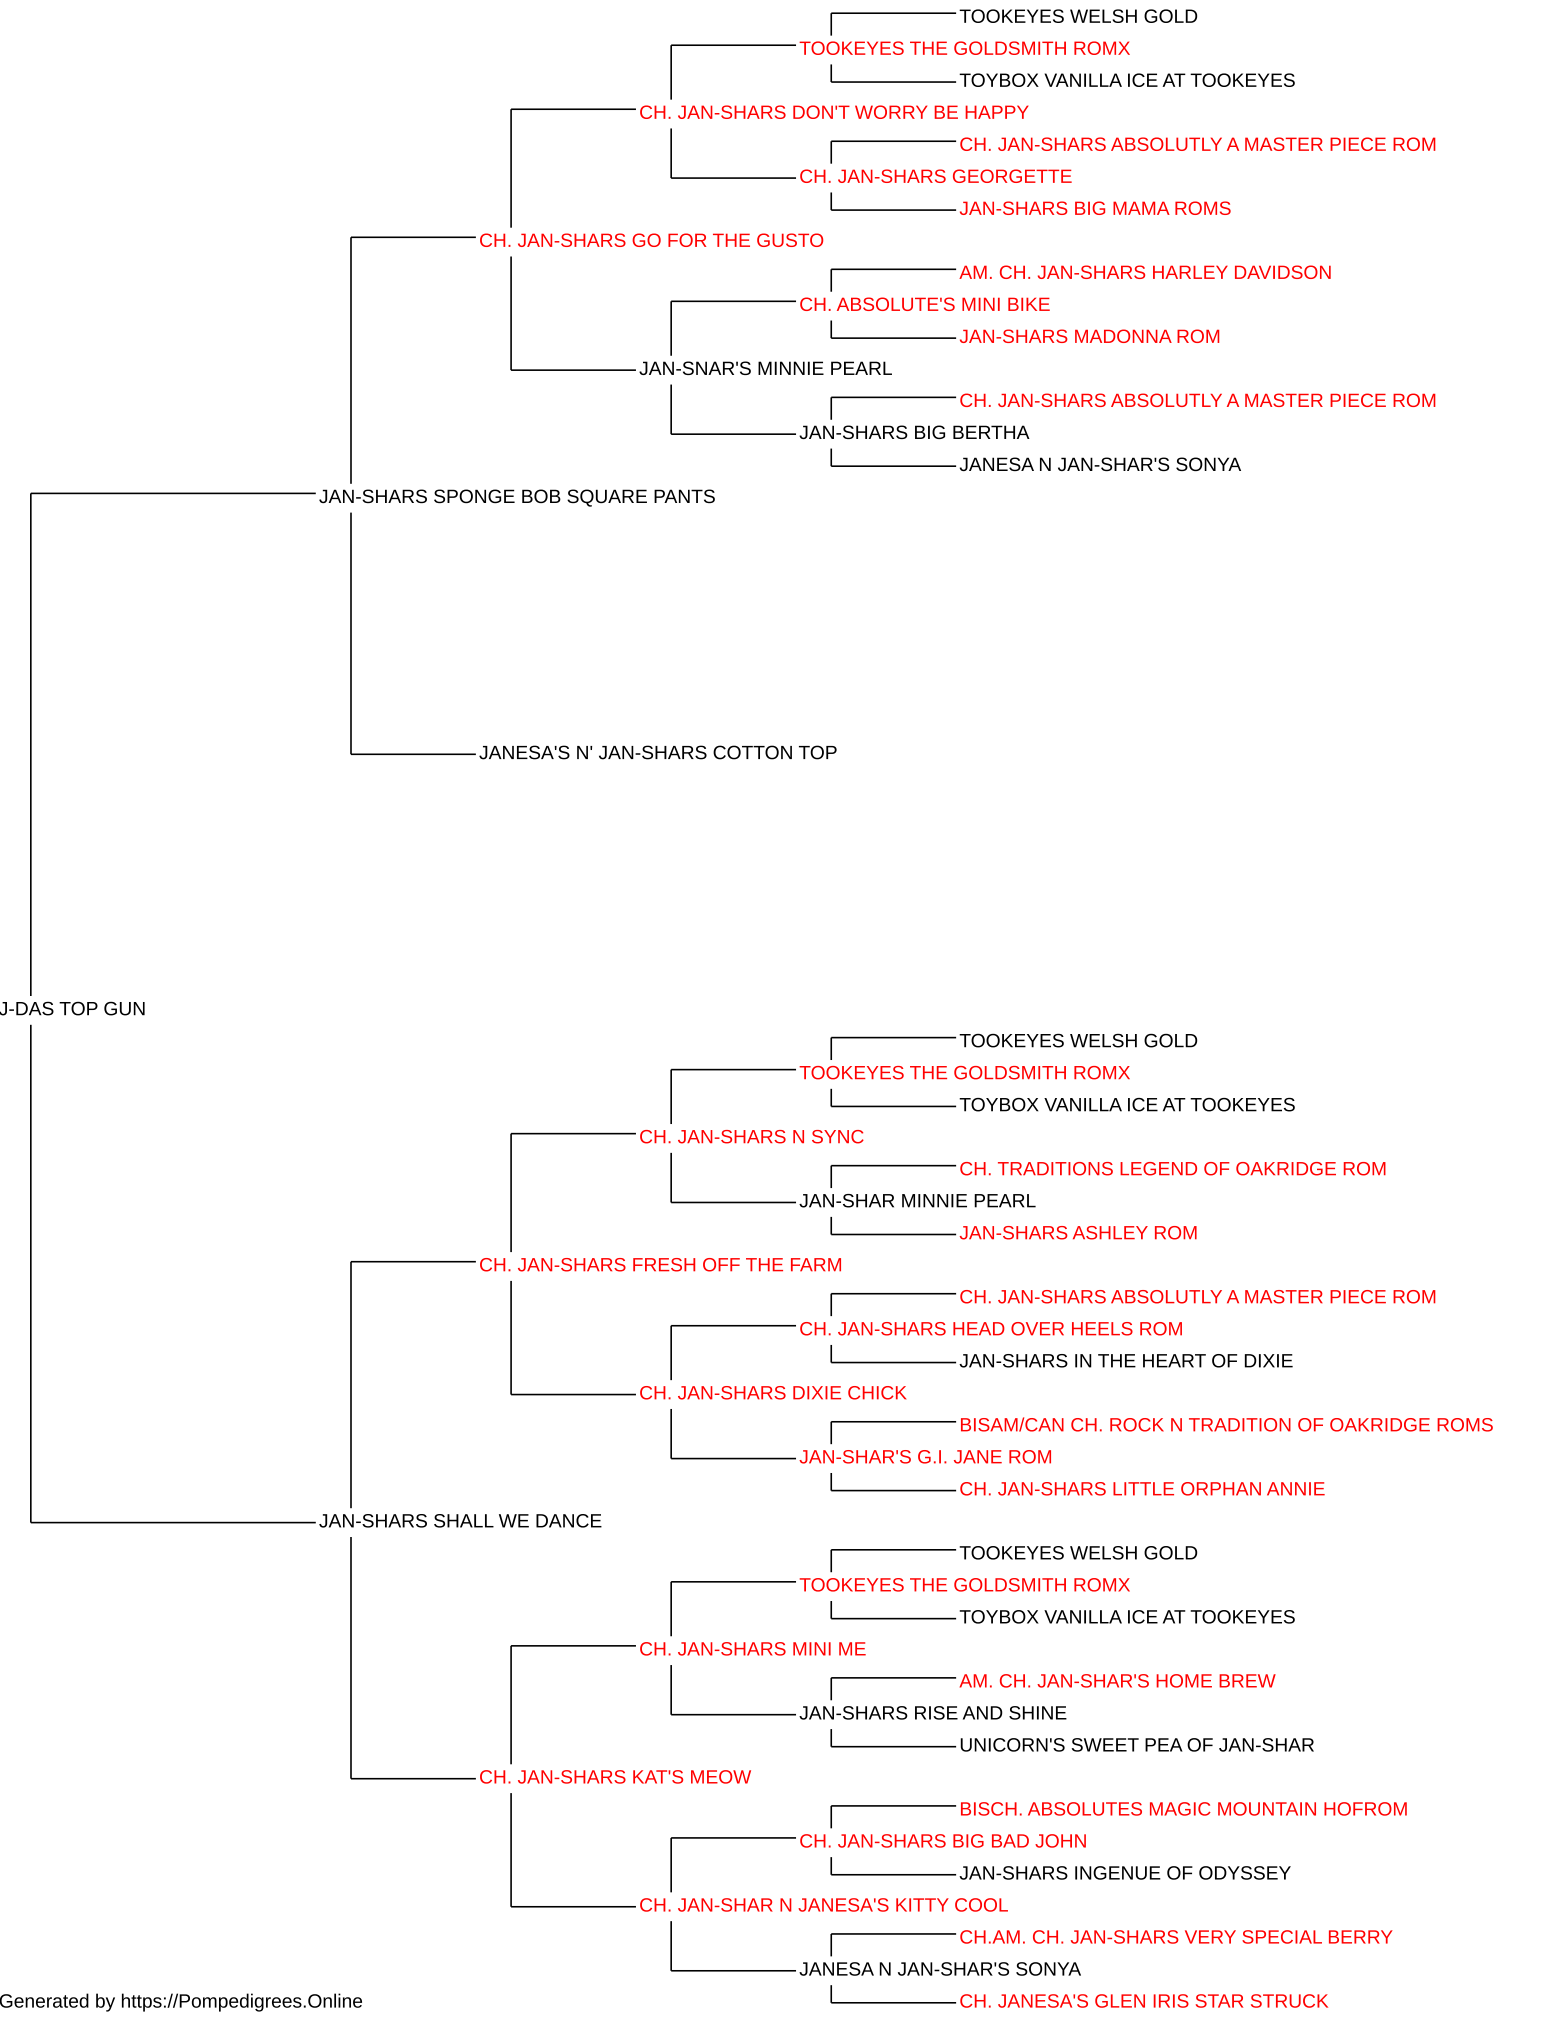 TOOKEYES WELSH GOLD
TOOKEYES THE GOLDSMITH ROMX
TOYBOX VANILLA ICE AT TOOKEYES
CH. JAN-SHARS DON'T WORRY BE HAPPY
CH. JAN-SHARS ABSOLUTLY A MASTER PIECE ROM
CH. JAN-SHARS GEORGETTE
JAN-SHARS BIG MAMA ROMS
CH. JAN-SHARS GO FOR THE GUSTO
AM. CH. JAN-SHARS HARLEY DAVIDSON
CH. ABSOLUTE'S MINI BIKE
JAN-SHARS MADONNA ROM
JAN-SNAR'S MINNIE PEARL
CH. JAN-SHARS ABSOLUTLY A MASTER PIECE ROM
JAN-SHARS BIG BERTHA
JANESA N JAN-SHAR'S SONYA
JAN-SHARS SPONGE BOB SQUARE PANTS
JANESA'S N' JAN-SHARS COTTON TOP
J-DAS TOP GUN
TOOKEYES WELSH GOLD
TOOKEYES THE GOLDSMITH ROMX
TOYBOX VANILLA ICE AT TOOKEYES
CH. JAN-SHARS N SYNC
CH. TRADITIONS LEGEND OF OAKRIDGE ROM
JAN-SHAR MINNIE PEARL
JAN-SHARS ASHLEY ROM
CH. JAN-SHARS FRESH OFF THE FARM
CH. JAN-SHARS ABSOLUTLY A MASTER PIECE ROM
CH. JAN-SHARS HEAD OVER HEELS ROM
JAN-SHARS IN THE HEART OF DIXIE
CH. JAN-SHARS DIXIE CHICK
BISAM/CAN CH. ROCK N TRADITION OF OAKRIDGE ROMS
JAN-SHAR'S G.I. JANE ROM
CH. JAN-SHARS LITTLE ORPHAN ANNIE
JAN-SHARS SHALL WE DANCE
TOOKEYES WELSH GOLD
TOOKEYES THE GOLDSMITH ROMX
TOYBOX VANILLA ICE AT TOOKEYES
CH. JAN-SHARS MINI ME
AM. CH. JAN-SHAR'S HOME BREW
JAN-SHARS RISE AND SHINE
UNICORN'S SWEET PEA OF JAN-SHAR
CH. JAN-SHARS KAT'S MEOW
BISCH. ABSOLUTES MAGIC MOUNTAIN HOFROM
CH. JAN-SHARS BIG BAD JOHN
JAN-SHARS INGENUE OF ODYSSEY
CH. JAN-SHAR N JANESA'S KITTY COOL
CH.AM. CH. JAN-SHARS VERY SPECIAL BERRY
JANESA N JAN-SHAR'S SONYA
CH. JANESA'S GLEN IRIS STAR STRUCK
Generated by https://Pompedigrees.Online